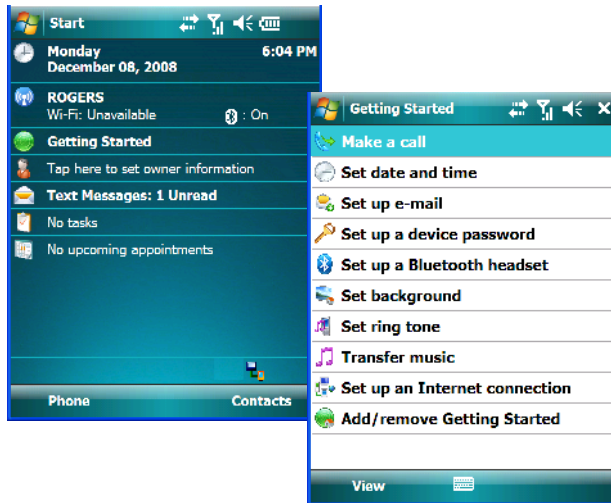 Start
Monday 6:04 PM
December 08, 2008
ROGERS
Wi-Fi: Unavailable : On
Getting Started
Tap here to set owner information
Text Messages: 1 Unread
No tasks
No upcoming appointments
Phone Contacts
Getting Started
Make a call
Set date and time
Set up e-mail
Set up a device password
Set up a Bluetooth headset
Set background
Set ring tone
Transfer music
Set up an Internet connection
Add/remove Getting Started
View